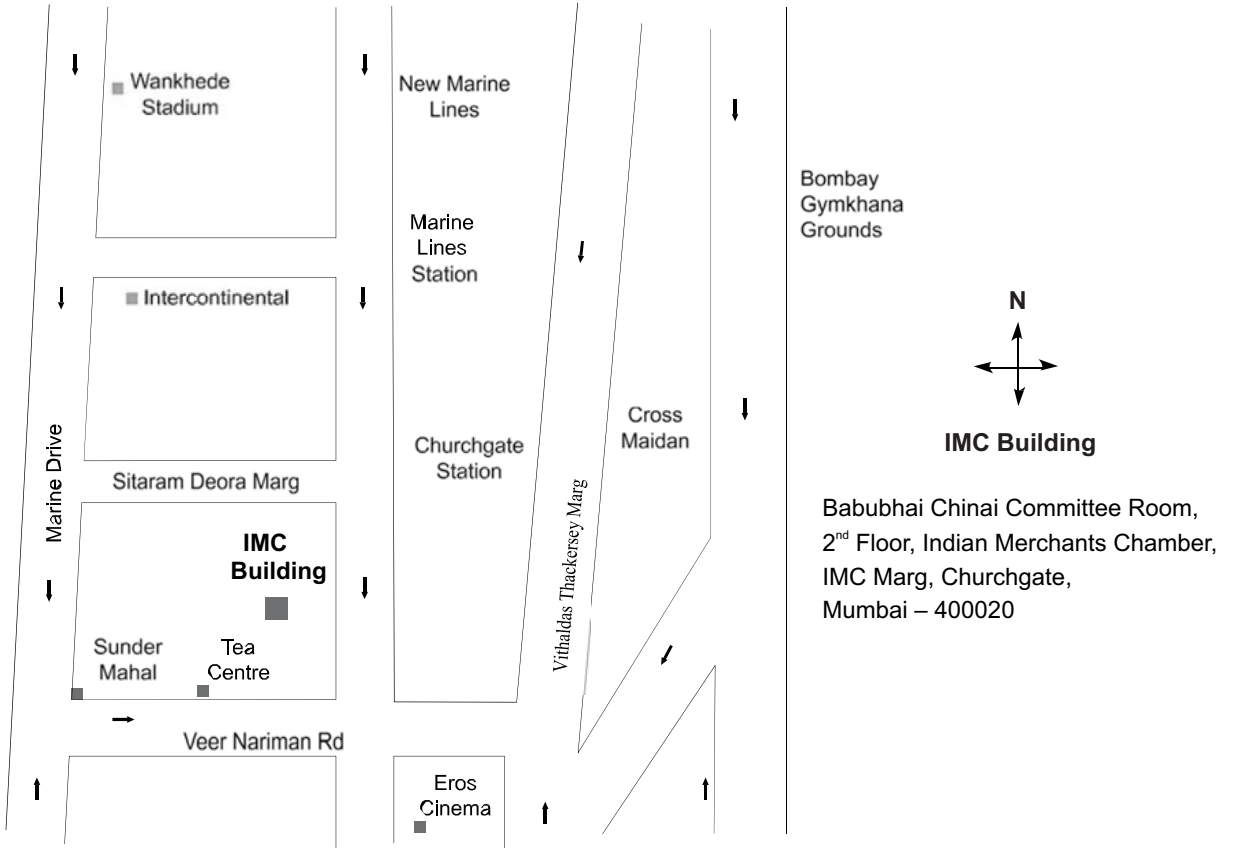 Wankhede
Stadium
New Marine
Lines
Bombay
Gymkhana
Grounds
Marine
Lines
Station
Intercontinental
N
Cross
Maidan
Churchgate
Station
Marine Drive
Sitaram Deora Marg
IMC Building
Babubhai Chinai Committee Room,
2nd Floor, Indian Merchants Chamber,
IMC Marg, Churchgate,
Mumbai – 400020
IMC
Building
Vithaldas Thackersey Marg
Sunder
Mahal
Tea
Centre
Veer Nariman Rd
Eros
Cinema